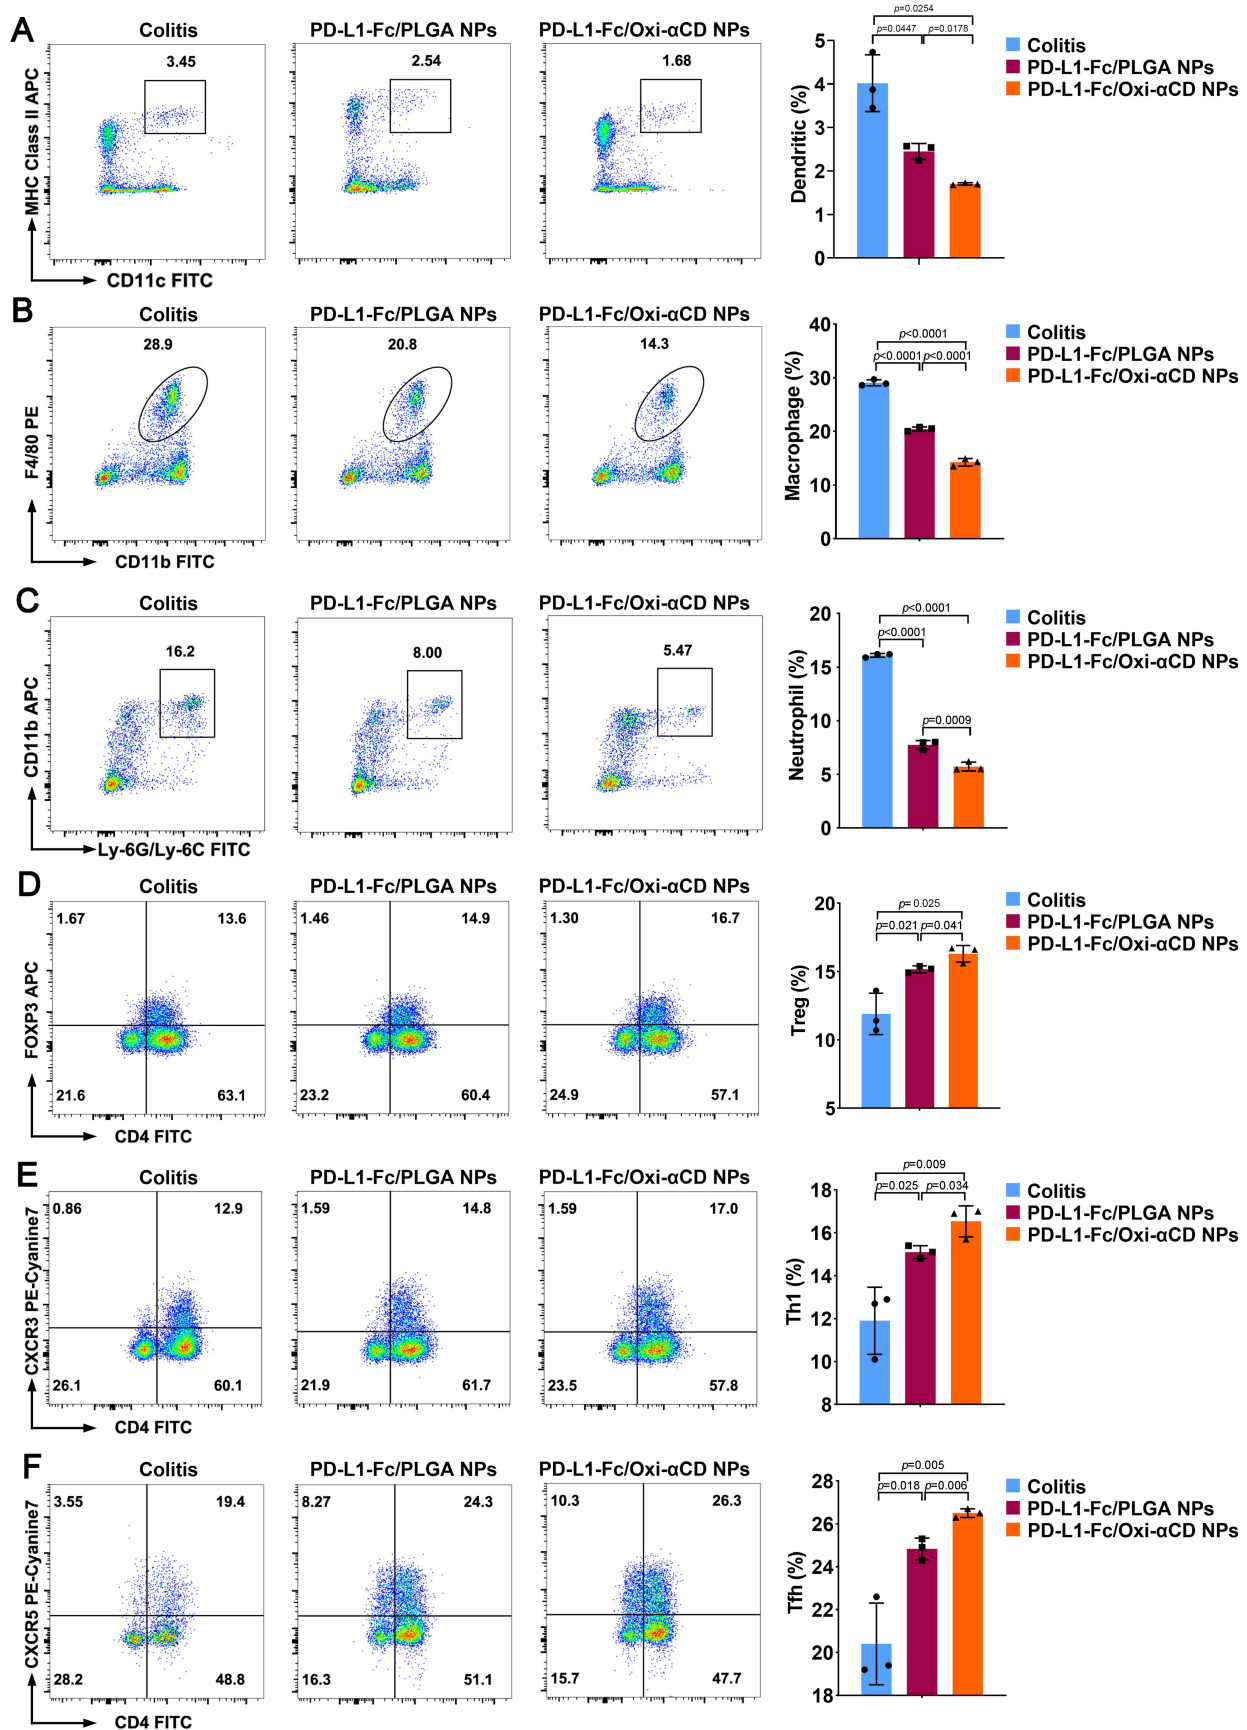 A
Colitis
PD-L1-Fc/PLGA NPs
PD-L1-Fc/Oxi-αCD NPs
3.45
2.54
1.68
MHC Class II APC
CD11c FITC
p=0.0254
p=0.0447
p=0.0178
5
4
3
2
1
0
Dendritic (%)
Colitis
PD-L1-Fc/PLGA NPs
PD-L1-Fc/Oxi-αCD NPs
B
Colitis
PD-L1-Fc/PLGA NPs
PD-L1-Fc/Oxi-αCD NPs
28.9
20.8
14.3
F4/80 PE
CD11b FITC
p<0.0001
p<0.0001
p<0.0001
40
30
20
10
0
Macrophage (%)
Colitis
PD-L1-Fc/PLGA NPs
PD-L1-Fc/Oxi-αCD NPs
C
Colitis
PD-L1-Fc/PLGA NPs
PD-L1-Fc/Oxi-αCD NPs
16.2
8.00
5.47
CD11b APC
Ly-6G/Ly-6C FITC
p<0.0001
p<0.0001
p=0.0009
20
15
10
5
0
Neutrophil (%)
Colitis
PD-L1-Fc/PLGA NPs
PD-L1-Fc/Oxi-αCD NPs
D
Colitis
PD-L1-Fc/PLGA NPs
PD-L1-Fc/Oxi-αCD NPs
1.67
13.6
1.46
14.9
1.30
16.7
21.6
63.1
23.2
60.4
24.9
57.1
FOXP3 APC
CD4 FITC
p= 0.025
p=0.021
p=0.041
20
15
10
5
Treg (%)
Colitis
PD-L1-Fc/PLGA NPs
PD-L1-Fc/Oxi-αCD NPs
E
Colitis
PD-L1-Fc/PLGA NPs
PD-L1-Fc/Oxi-αCD NPs
0.86
12.9
1.59
14.8
1.59
17.0
26.1
60.1
21.9
61.7
23.5
57.8
CXCR3 PE-Cyanine7
CD4 FITC
p=0.009
p=0.025
p=0.034
18
16
14
12
10
8
Th1 (%)
Colitis
PD-L1-Fc/PLGA NPs
PD-L1-Fc/Oxi-αCD NPs
F
Colitis
PD-L1-Fc/PLGA NPs
PD-L1-Fc/Oxi-αCD NPs
3.55
19.4
8.27
24.3
10.3
26.3
28.2
48.8
16.3
51.1
15.7
47.7
CXCR5 PE-Cyanine7
CD4 FITC
p=0.005
p=0.018
p=0.006
28
26
24
22
20
18
Tfh (%)
Colitis
PD-L1-Fc/PLGA NPs
PD-L1-Fc/Oxi-αCD NPs